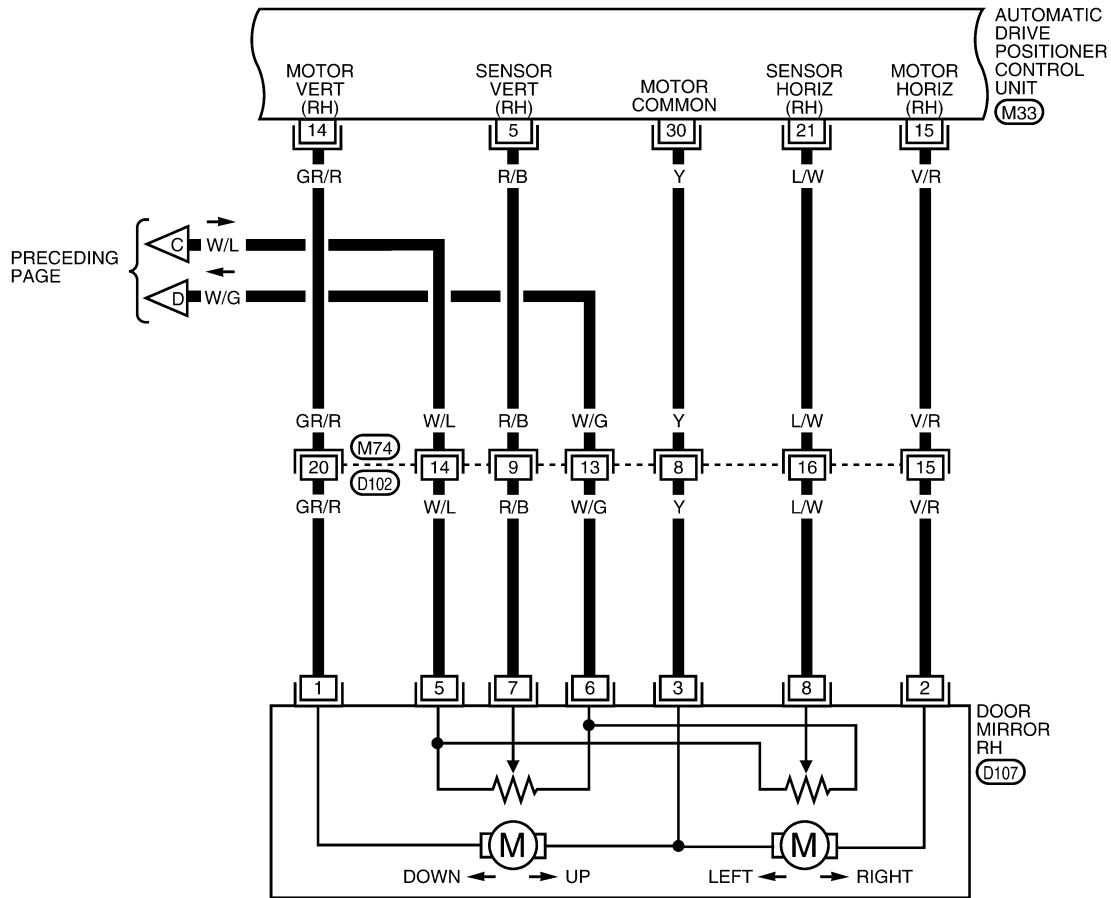 AUTOMATIC
DRIVE
POSITIONER
CONTROL
UNIT
M33
MOTOR
VERT
(RH)
SENSOR
VERT
(RH)
MOTOR
COMMON
SENSOR
HORIZ
(RH)
MOTOR
HORIZ
(RH)
14 5 30 21 15
GR/R R/B Y L/W V/R
PRECEDING
PAGE
C W/L
D W/G
GR/R W/L R/B W/G Y L/W V/R
M74
20 14 9 13 8 16 15
D102
GR/R W/L R/B W/G Y L/W V/R
1 5 7 6 3 8 2
DOOR
MIRROR
RH
D107
M M
DOWN UP LEFT RIGHT